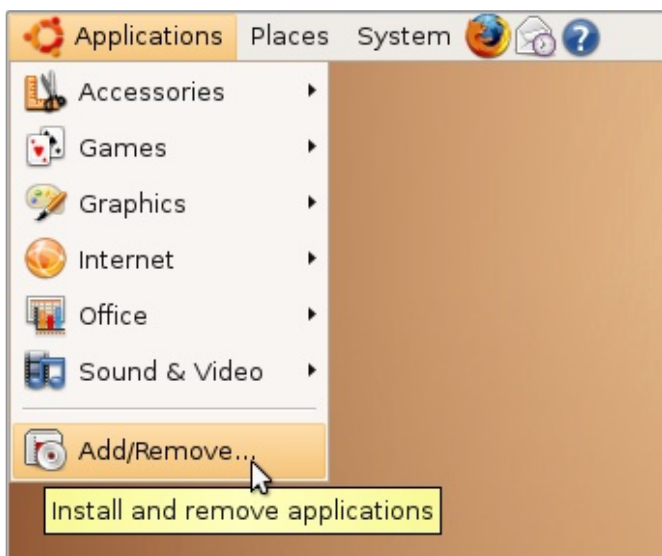 Applications Places System
Accessories
Games
Graphics
Internet
Office
Sound & Video
Add/Remove...
Install and remove applications